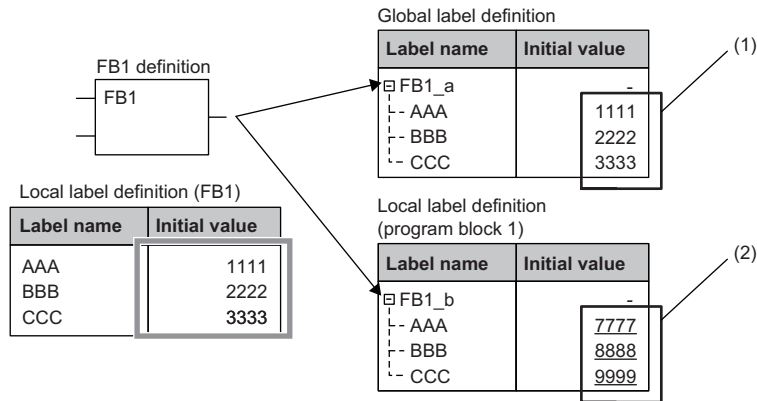 Global label definition
Label name Initial value
(1)
FB1_a -
AAA 1111
BBB 2222
CCC 3333
FB1 definition
FB1
Local label definition (FB1)
Label name Initial value
AAA 1111
BBB 2222
CCC 3333
Local label definition
(program block 1)
Label name Initial value
(2)
FB1_b -
AAA 7777
BBB 8888
CCC 9999